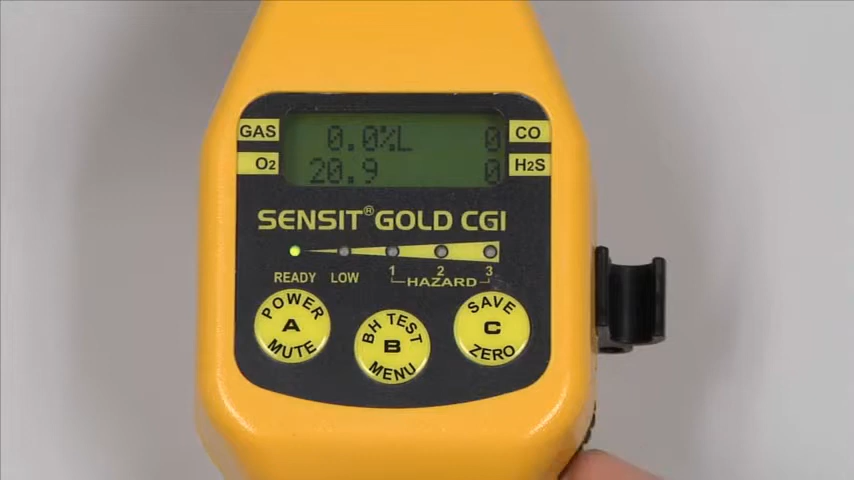 GAS 0.0%L 0 CO
O2 20.9 0 H2S
SENSIT® GOLD CGI
READY LOW 1 2 3
HAZARD
POWER A MUTE
BH TEST B MENU
SAVE C ZERO